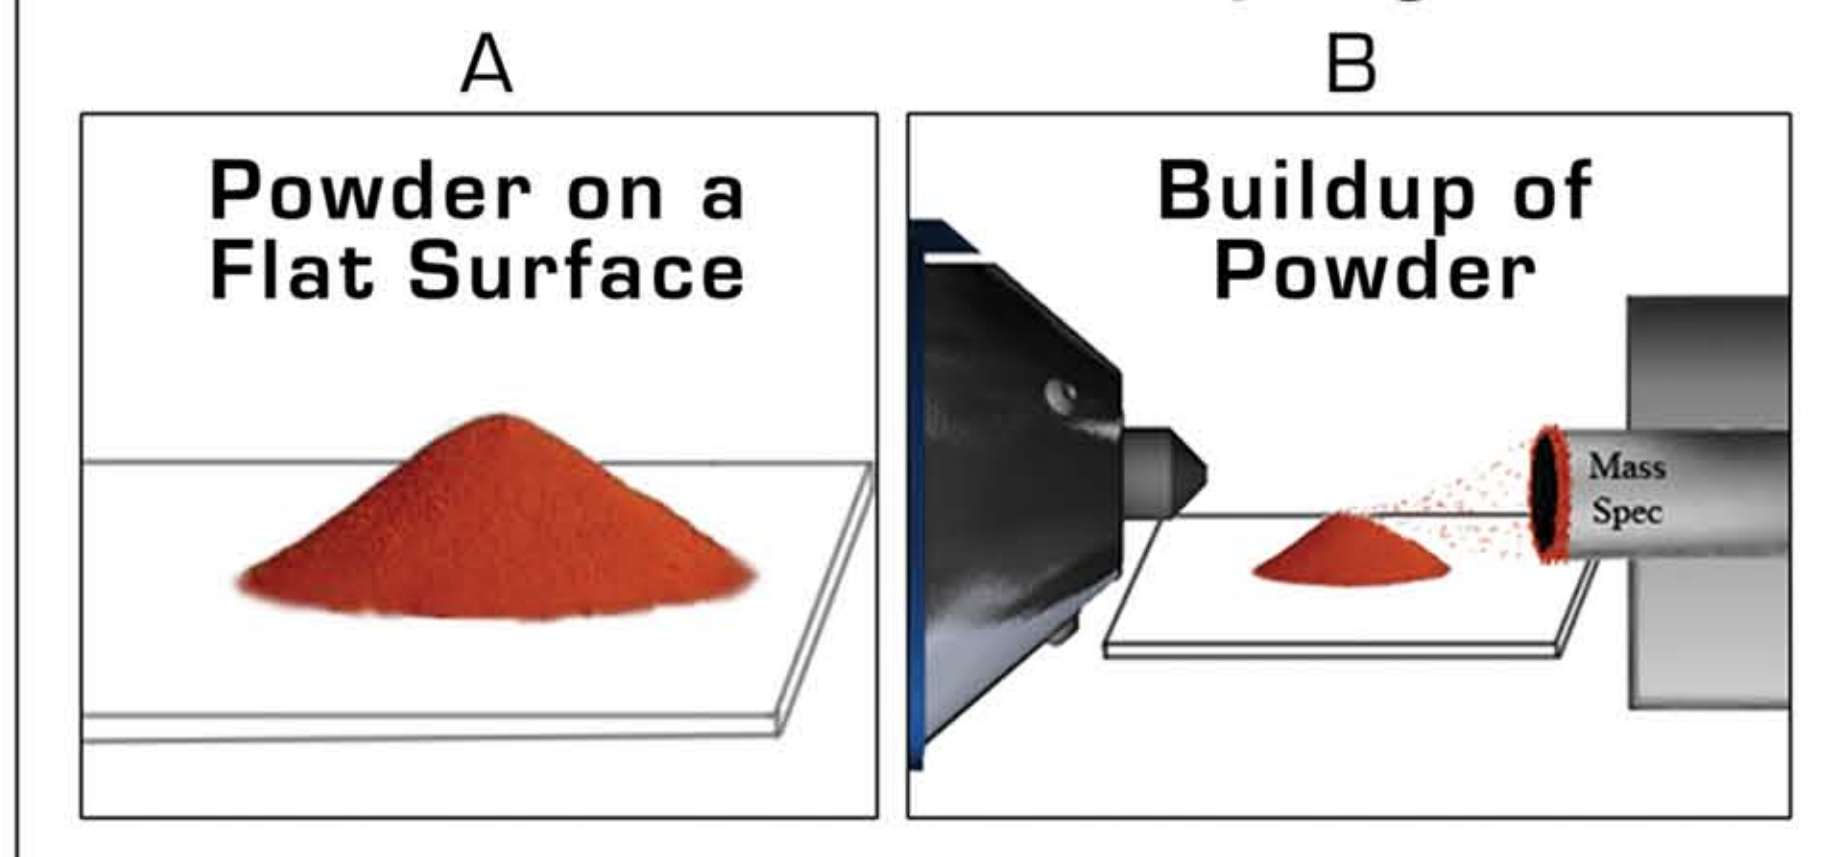 A
B
Powder on a
Flat Surface
Buildup of
Powder
Mass
Spec